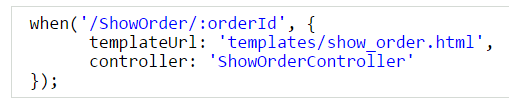 when('/ShowOrder/:orderId', {
templateUrl: 'templates/show_order.html',
controller: 'ShowOrderController'
});